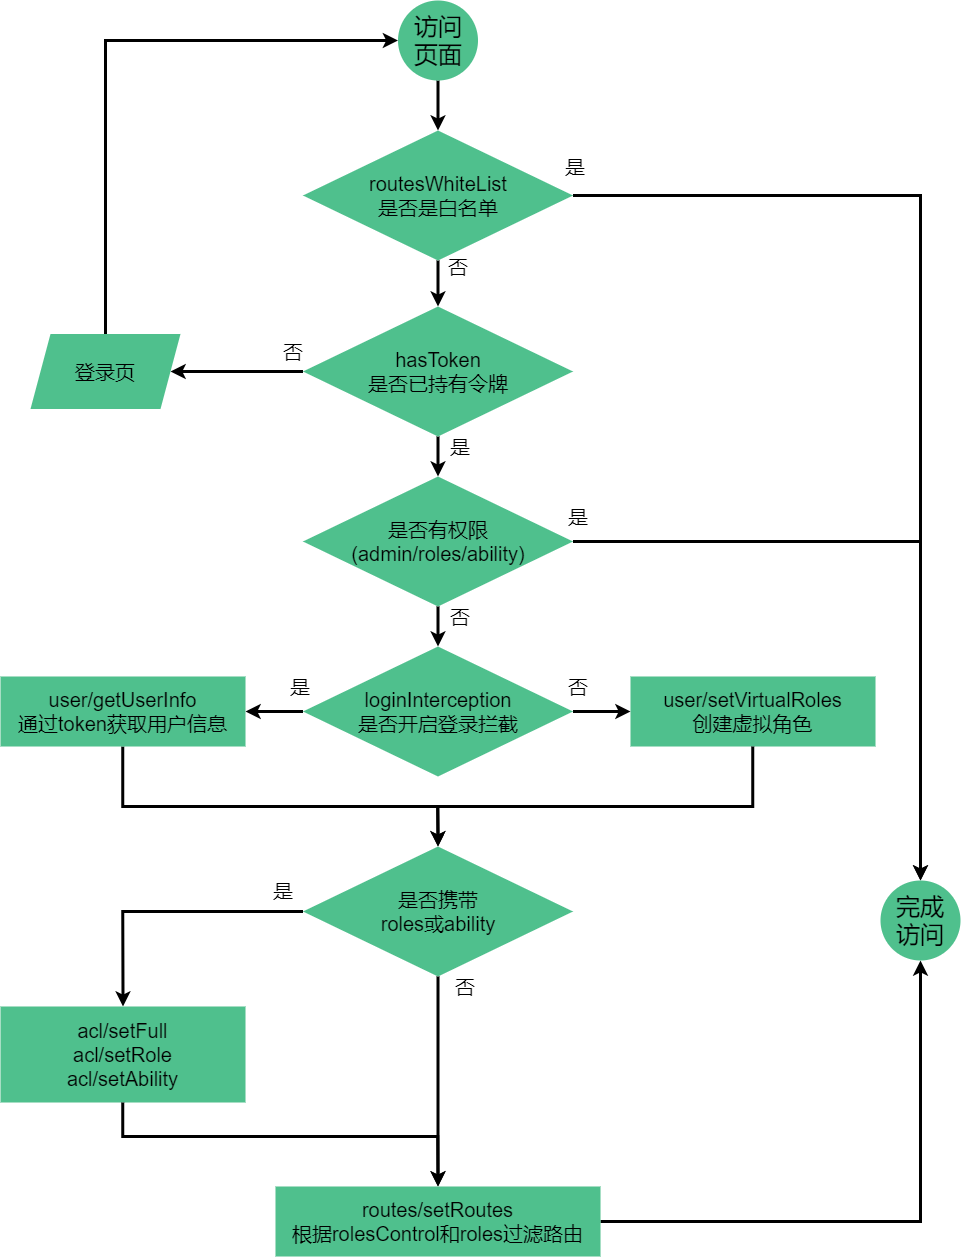 访问
页面
是
routesWhiteList
是否是白名单
否
否
hasToken
是否已持有令牌
登录页
是
是
是否有权限
(admin/roles/ability)
否
是
loginInterception
是否开启登录拦截
否
user/getUserInfo
通过token获取用户信息
user/setVirtualRoles
创建虚拟角色
是
是否携带
roles或ability
完成
访问
否
acl/setFull
acl/setRole
acl/setAbility
routes/setRoutes
根据rolesControl和roles过滤路由